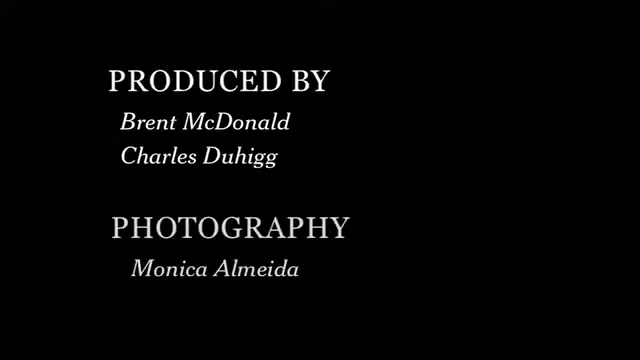 PRODUCED BY
Brent McDonald
Charles Duhigg
PHOTOGRAPHY
Monica Almeida